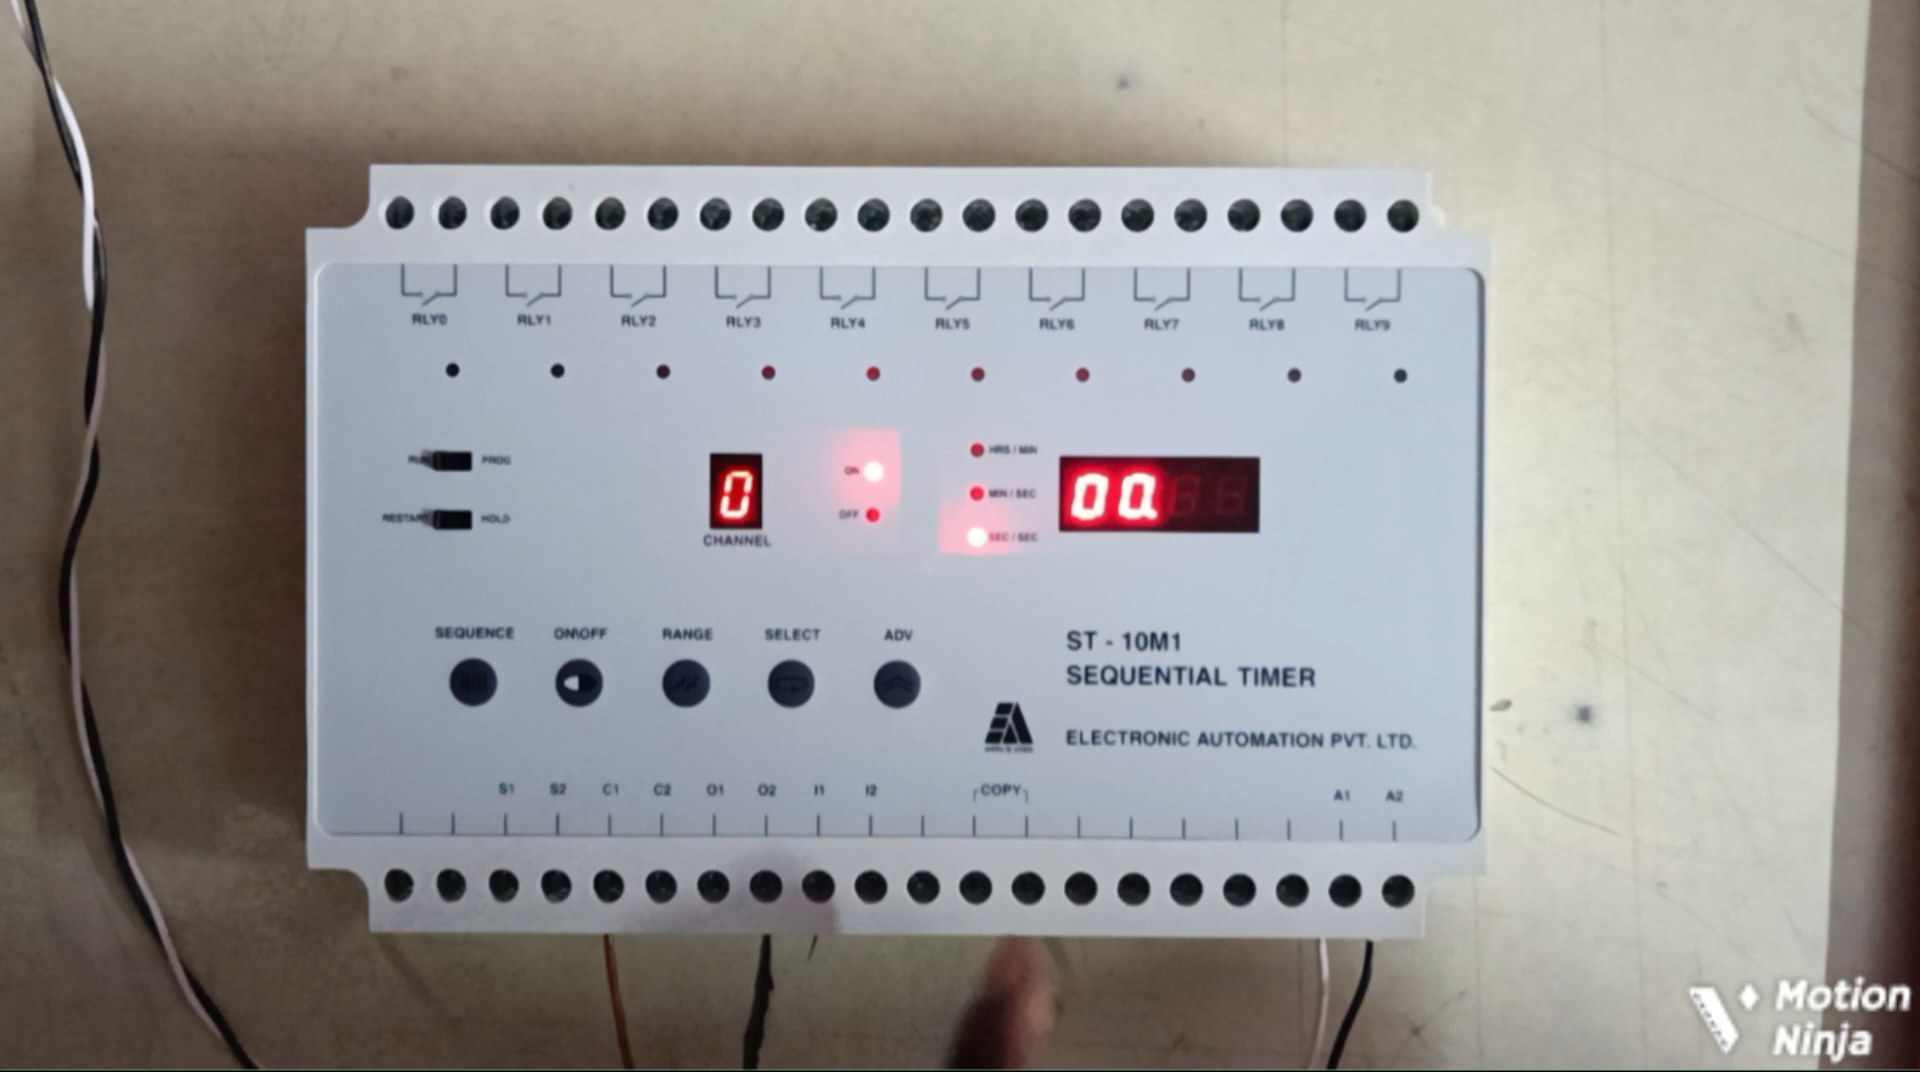 RLY0 RLY1 RLY2 RLY3 RLY4 RLY5 RLY6 RLY7 RLY8 RLY9
PROG
HOLD
0
CHANNEL
ON
OFF
HRS / MIN
MIN / SEC
SEC / SEC
00.
SEQUENCE ON\OFF RANGE SELECT ADV
ST - 10M1
SEQUENTIAL TIMER
ELECTRONIC AUTOMATION PVT. LTD.
S1 S2 C1 C2 O1 O2 I1 I2 COPY A1 A2
Motion
Ninja